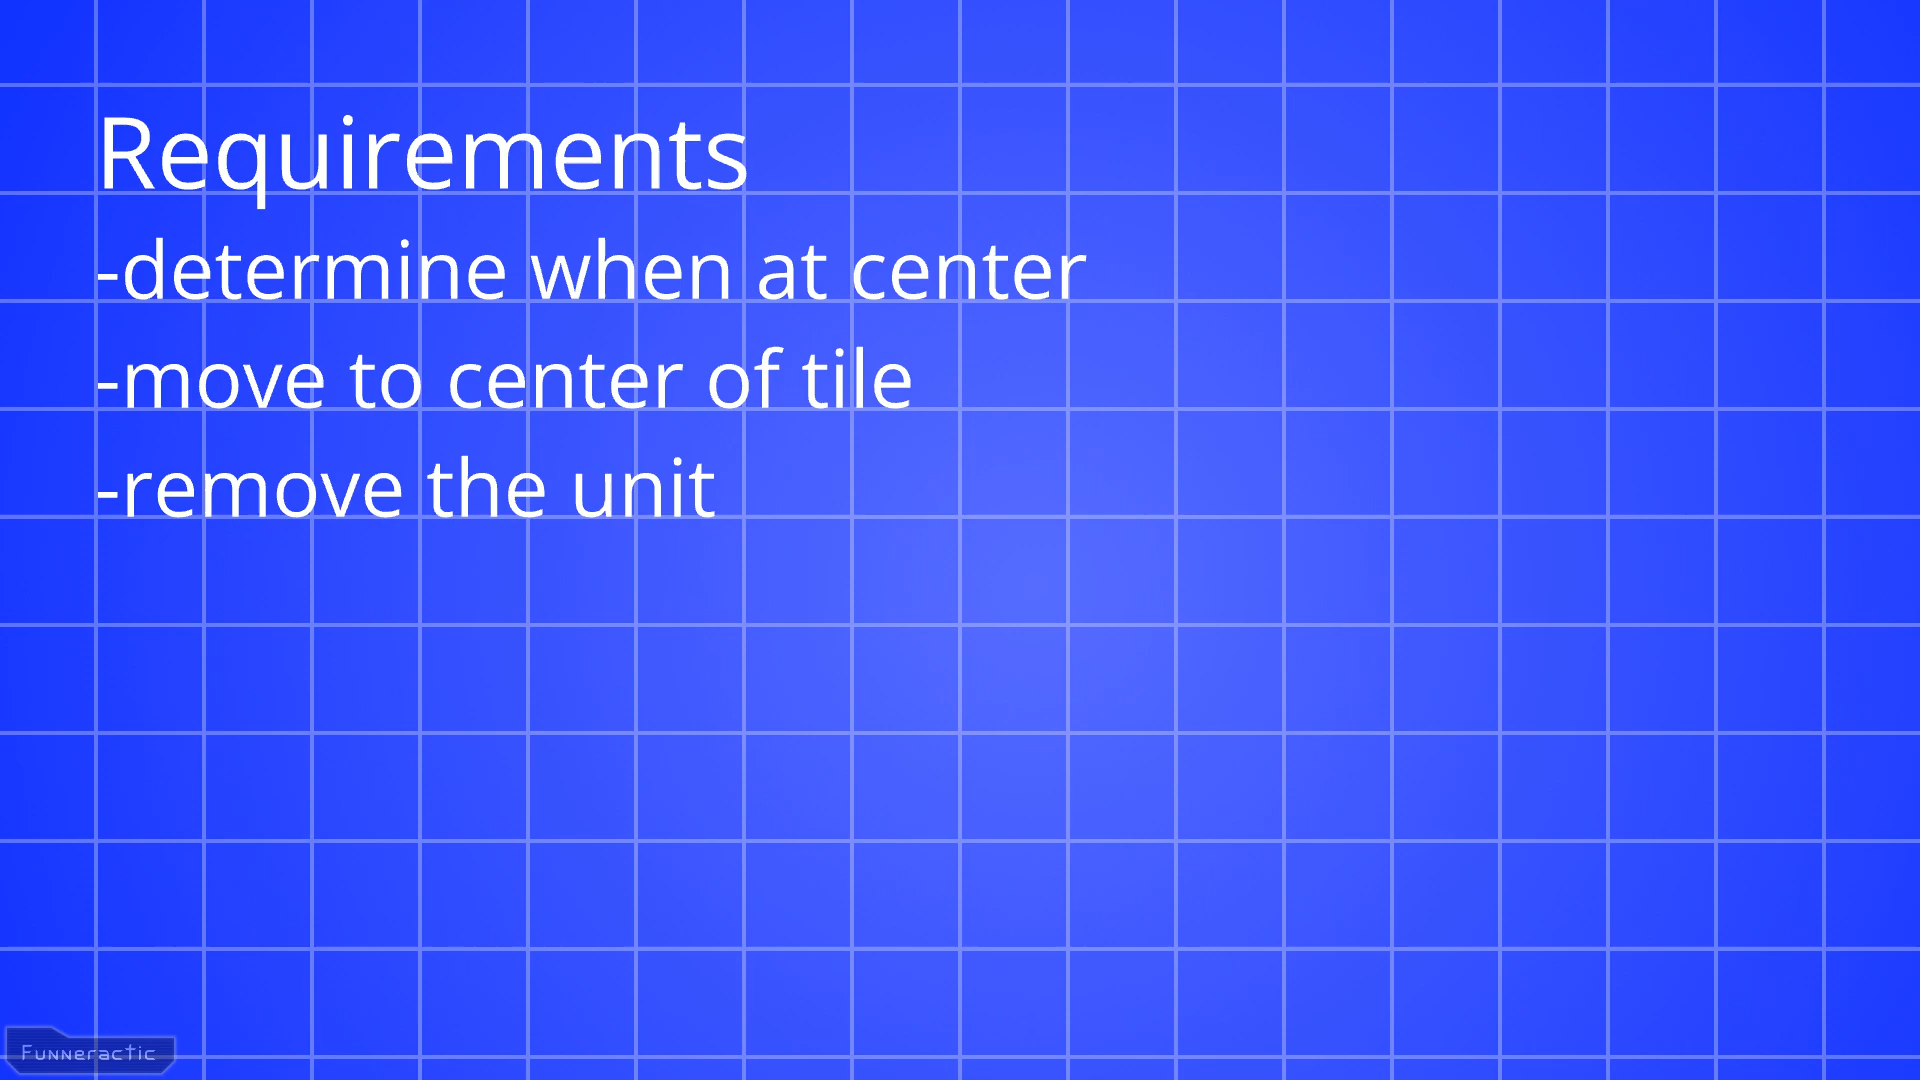 Requirements
-determine when at center
-move to center of tile
-remove the unit
Funneractic